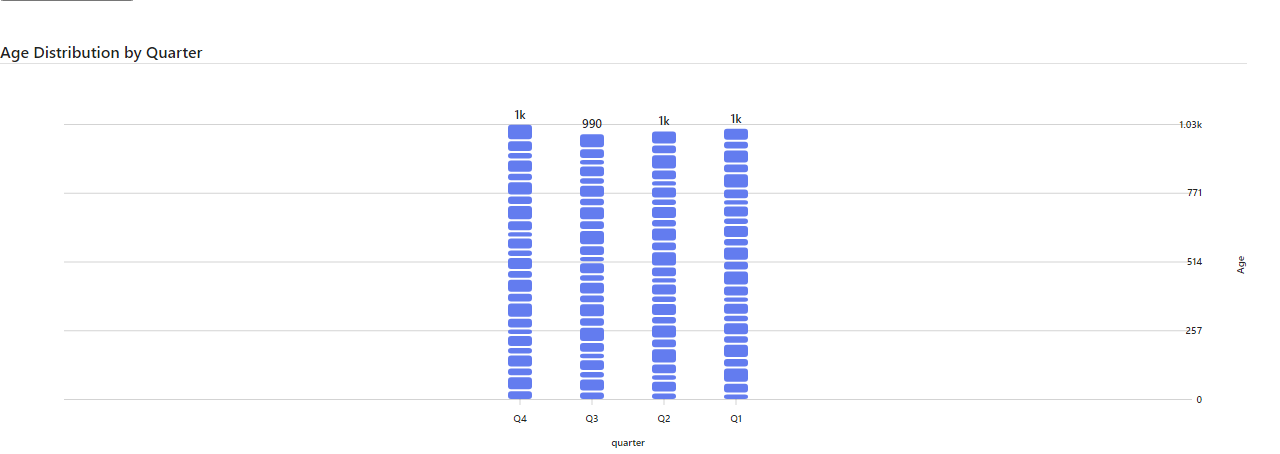 Age Distribution by Quarter
1k
990
1k
1k
1.03k
771
514
257
0
Age
Q4
Q3
Q2
Q1
quarter